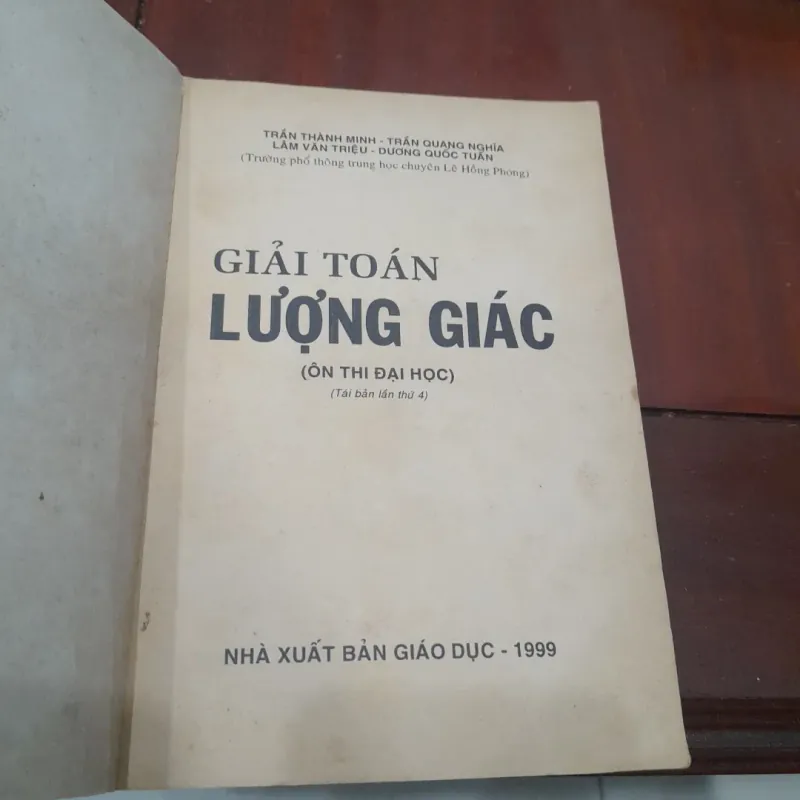 TRẦN THÀNH MINH - TRẦN QUANG NGHĨA
LÂM VĂN TRIỆU - DƯƠNG QUỐC TUẤN
(Trường phổ thông trung học chuyên Lê Hồng Phong)
GIẢI TOÁN
LƯỢNG GIÁC
(ÔN THI ĐẠI HỌC)
(Tái bản lần thứ 4)
NHÀ XUẤT BẢN GIÁO DỤC - 1999